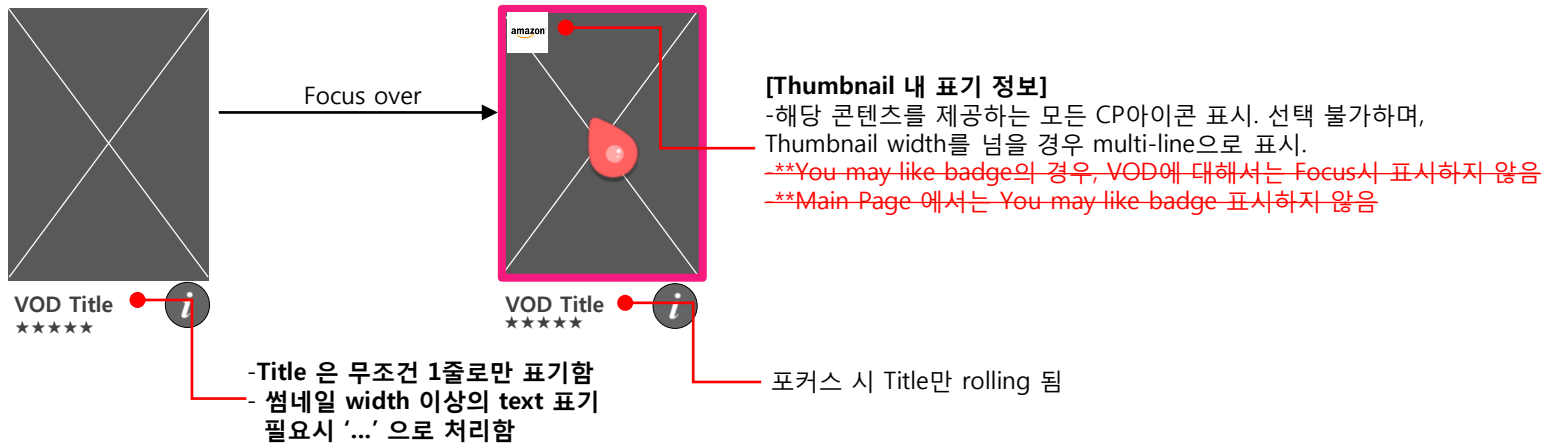 amazon
Focus over
[Thumbnail 내 표기 정보]
-해당 콘텐츠를 제공하는 모든 CP아이콘 표시. 선택 불가하며,
Thumbnail width를 넘을 경우 multi-line으로 표시.
-**You may like badge의 경우, VOD에 대해서는 Focus시 표시하지 않음
-**Main Page 에서는 You may like badge 표시하지 않음
VOD Title
★★★★★
i
VOD Title
★★★★★
i
-Title 은 무조건 1줄로만 표기함
- 썸네일 width 이상의 text 표기
필요시 ‘...’ 으로 처리함
포커스 시 Title만 rolling 됨